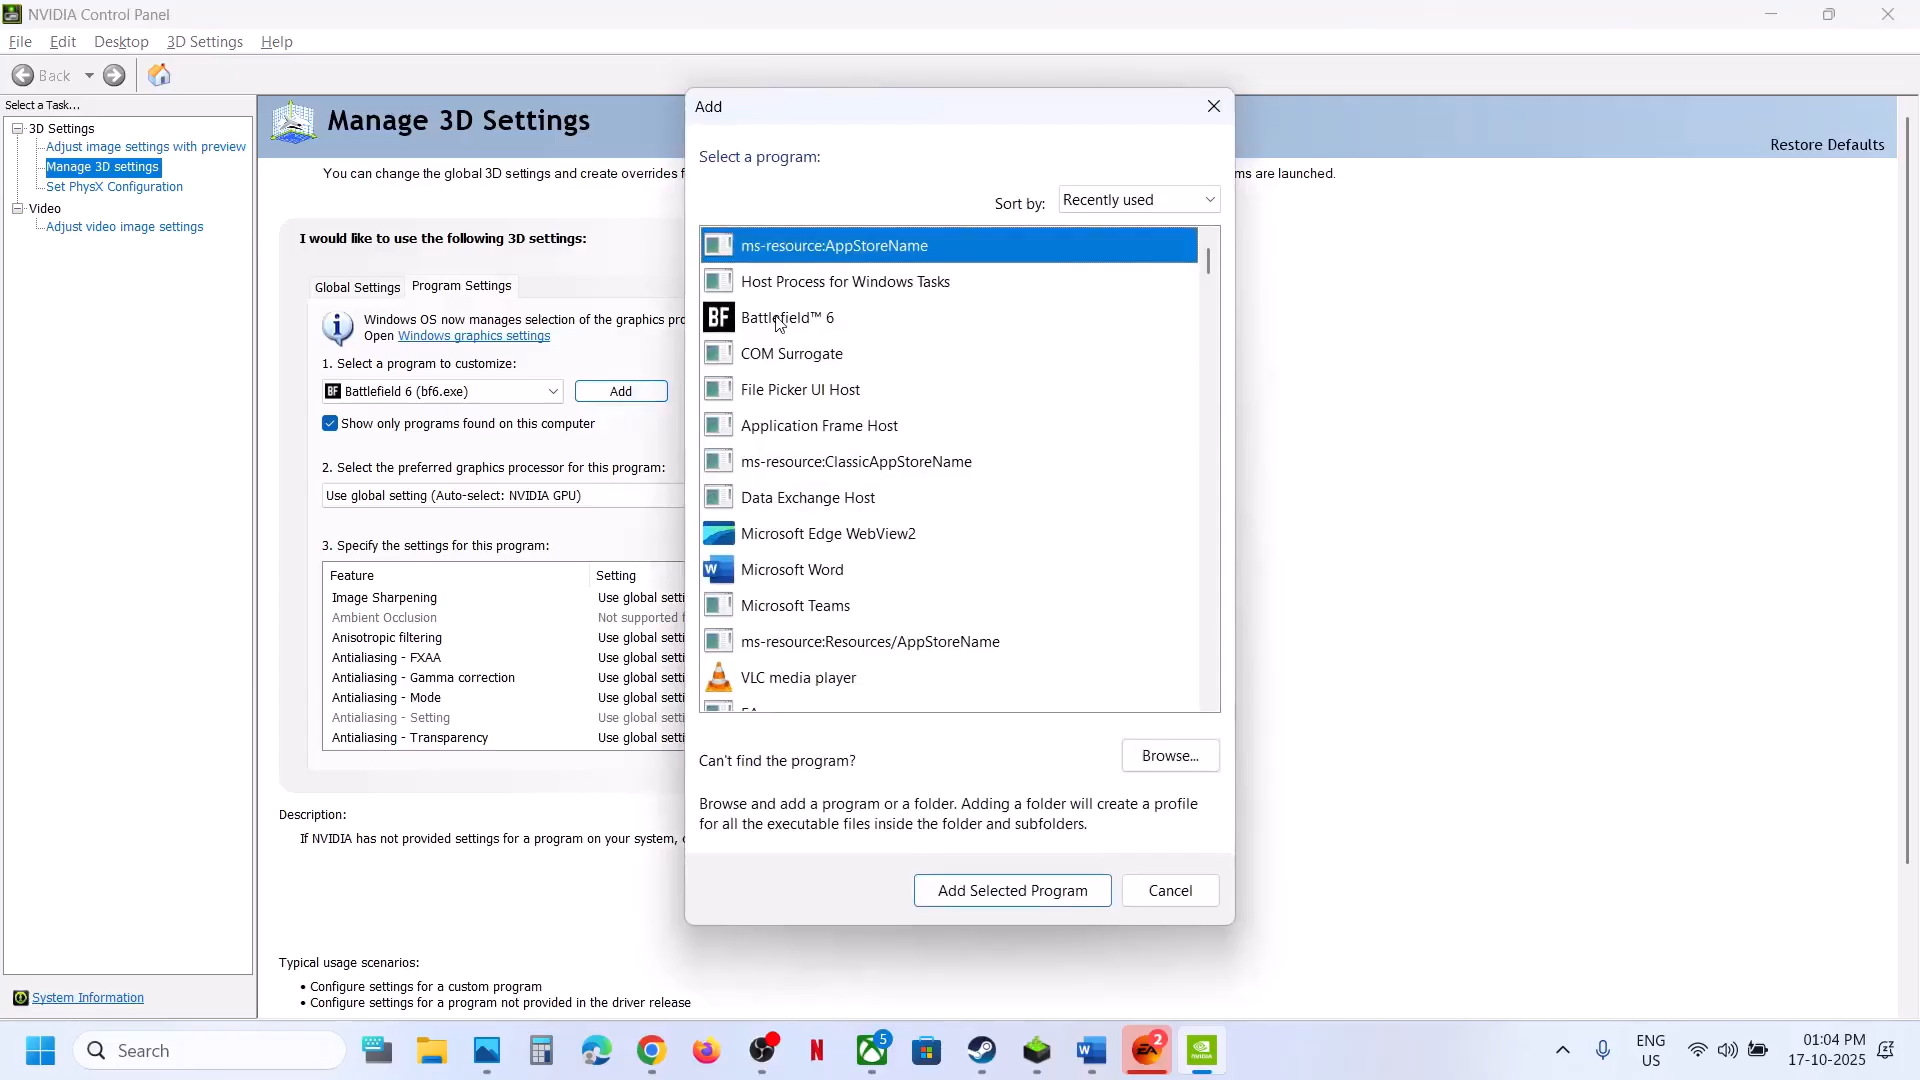 NVIDIA Control Panel
File Edit Desktop 3D Settings Help
Back
Select a Task...
3D Settings
Adjust image settings with preview
Manage 3D settings
Set PhysX Configuration
Video
Adjust video image settings
System Information
Manage 3D Settings
Restore Defaults
You can change the global 3D settings and create overrides f
ms are launched.
I would like to use the following 3D settings:
Global Settings Program Settings
Windows OS now manages selection of the graphics pro
Open Windows graphics settings
1. Select a program to customize:
BF Battlefield 6 (bf6.exe) Add
Show only programs found on this computer
2. Select the preferred graphics processor for this program:
Use global setting (Auto-select: NVIDIA GPU)
3. Specify the settings for this program:
Feature Setting
Image Sharpening Use global setti
Ambient Occlusion Not supported f
Anisotropic filtering Use global setti
Antialiasing - FXAA Use global setti
Antialiasing - Gamma correction Use global setti
Antialiasing - Mode Use global setti
Antialiasing - Setting Use global setti
Antialiasing - Transparency Use global setti
Description:
If NVIDIA has not provided settings for a program on your system, c
Typical usage scenarios:
• Configure settings for a custom program
• Configure settings for a program not provided in the driver release
Add
Select a program:
Sort by: Recently used
ms-resource:AppStoreName
Host Process for Windows Tasks
BF Battlefield™ 6
COM Surrogate
File Picker UI Host
Application Frame Host
ms-resource:ClassicAppStoreName
Data Exchange Host
Microsoft Edge WebView2
W Microsoft Word
Microsoft Teams
ms-resource:Resources/AppStoreName
VLC media player
Can't find the program? Browse...
Browse and add a program or a folder. Adding a folder will create a profile
for all the executable files inside the folder and subfolders.
Add Selected Program Cancel
Search
N
5
W
EA 2
NVIDIA
ENG
US
01:04 PM
17-10-2025